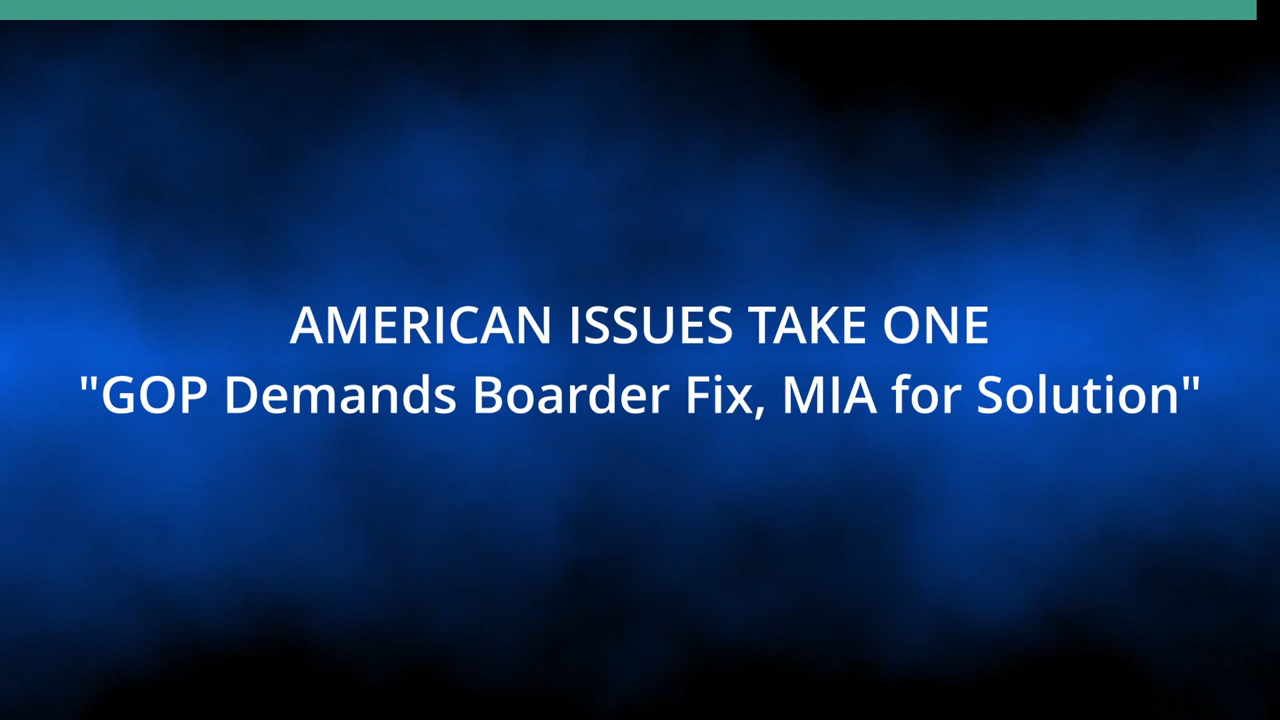 AMERICAN ISSUES TAKE ONE
"GOP Demands Boarder Fix, MIA for Solution"